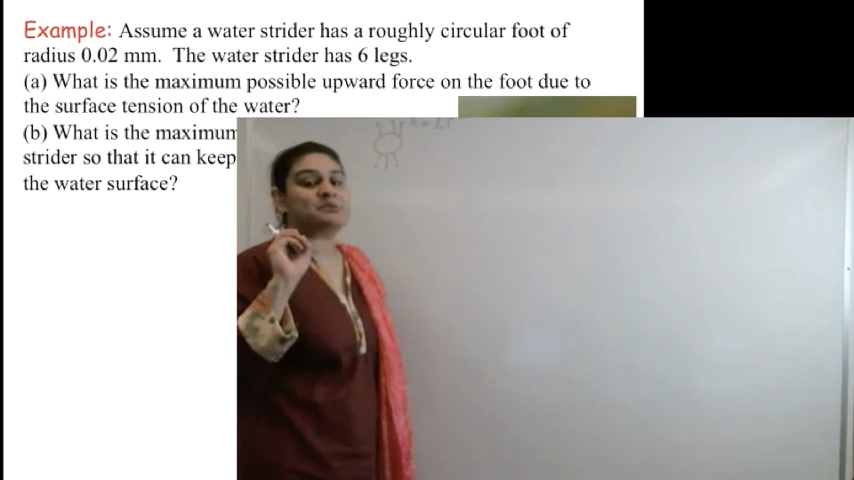 Example: Assume a water strider has a roughly circular foot of
radius 0.02 mm. The water strider has 6 legs.
(a) What is the maximum possible upward force on the foot due to
the surface tension of the water?
(b) What is the maximum
strider so that it can keep
the water surface?